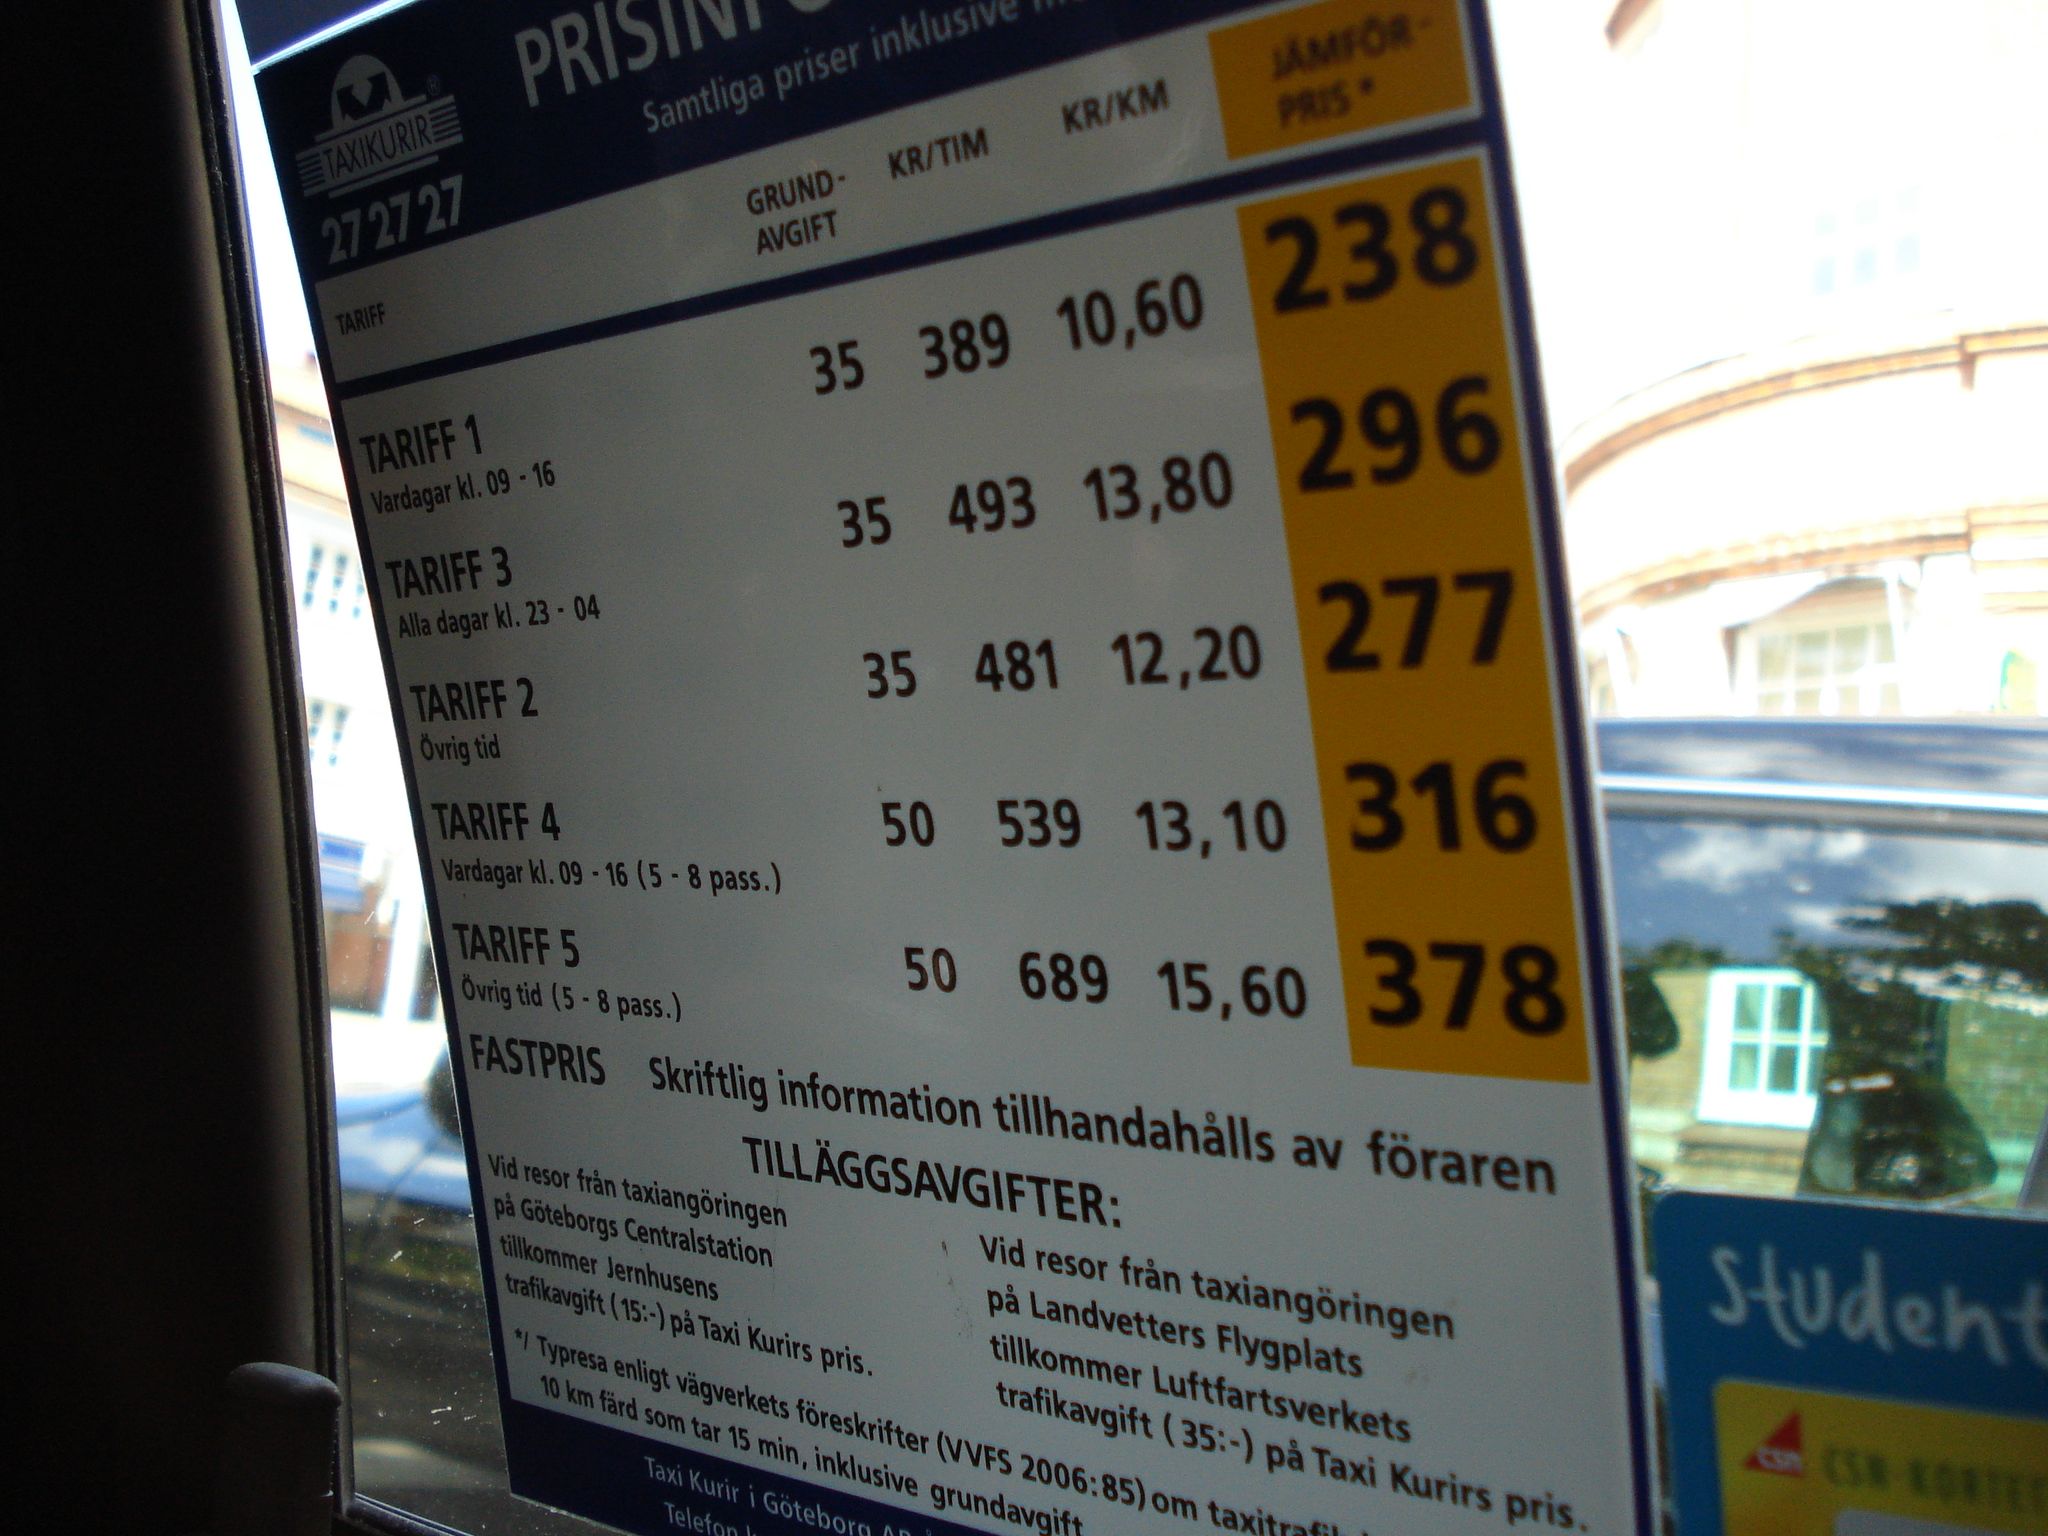 TAXIKURIR
27 27 27
Samtliga priser inklusive
TARIFF GRUND-AVGIFT KR/TIM KR/KM JÄMFÖR-PRIS *
TARIFF 1 35 389 10,60 238
Vardagar kl. 09 - 16
TARIFF 3 35 493 13,80 296
Alla dagar kl. 23 - 04
TARIFF 2 35 481 12,20 277
Övrig tid
TARIFF 4 50 539 13,10 316
Vardagar kl. 09 - 16 (5 - 8 pass.)
TARIFF 5 50 689 15,60 378
Övrig tid (5 - 8 pass.)
FASTPRIS Skriftlig information tillhandahålls av föraren
TILLÄGGSAVGIFTER:
Vid resor från taxiangöringen
på Göteborgs Centralstation
tillkommer Jernhusens
trafikavgift (15:-) på Taxi Kurirs pris.
Vid resor från taxiangöringen
på Landvetters Flygplats
tillkommer Luftfartsverkets
trafikavgift (35:-) på Taxi Kurirs pris.
*/ Typresa enligt vägverkets föreskrifter (VVFS 2006:85) om
10 km färd som tar 15 min, inklusive grundavgift
Taxi Kurir i Göteborg AB
Telefon
Student
CSN KORTET